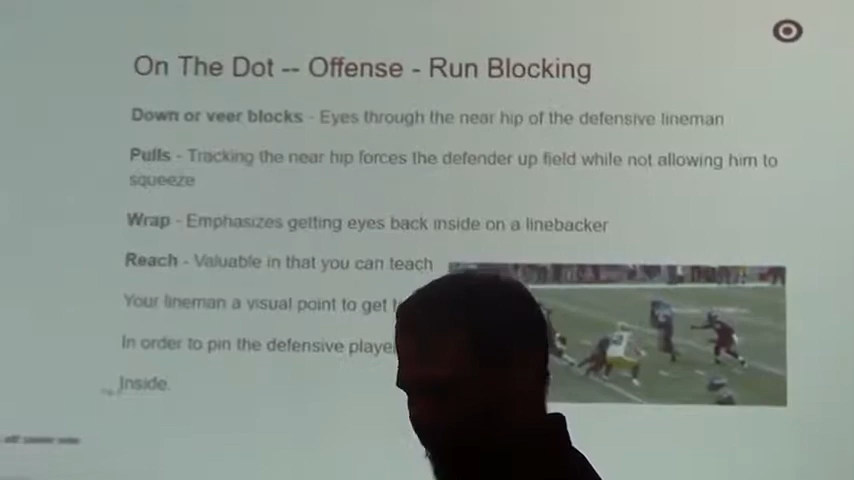 On The Dot -- Offense - Run Blocking
Down or veer blocks - Eyes through the near hip of the defensive lineman
Pulls - Tracking the near hip forces the defender up field while not allowing him to
squeeze
Wrap - Emphasizes getting eyes back inside on a linebacker
Reach - Valuable in that you can teach
Your lineman a visual point to get
In order to pin the defensive player
Inside.